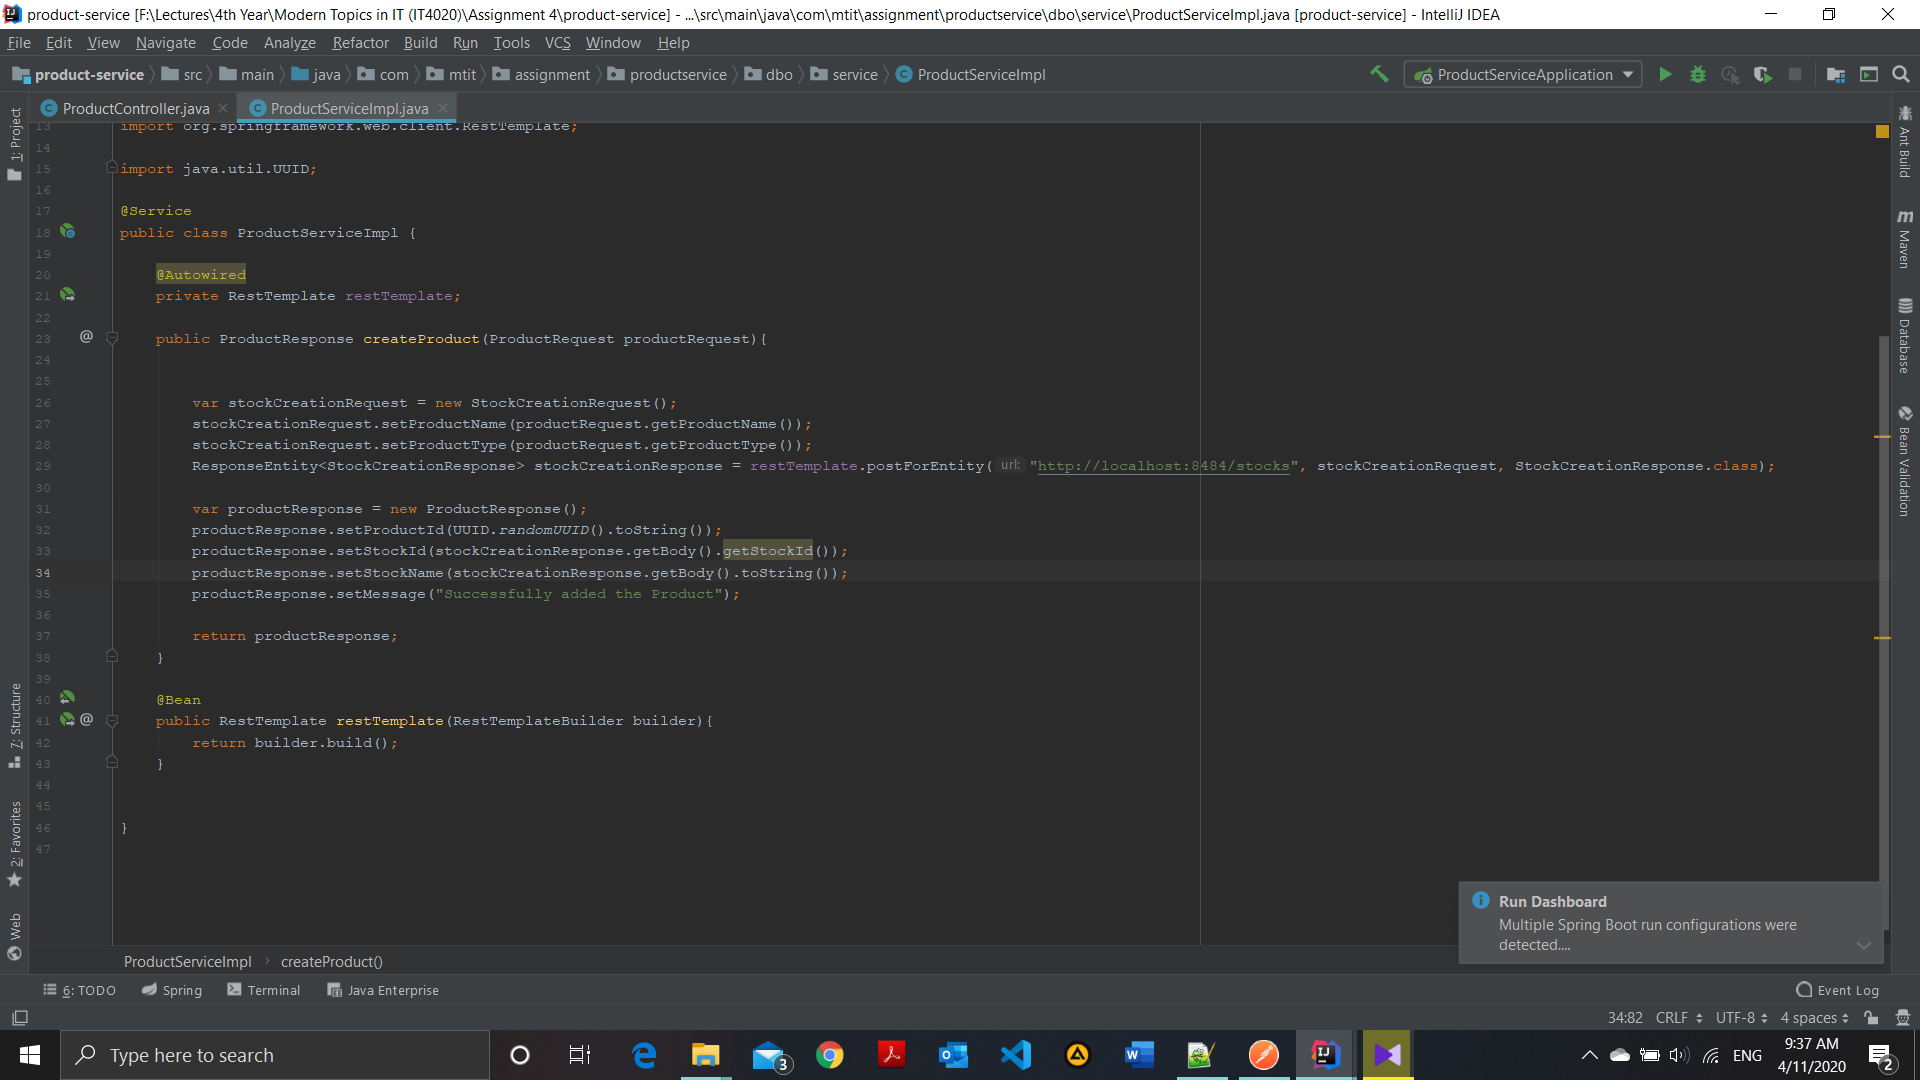 product-service [F:\Lectures\4th Year\Modern Topics in IT (IT4020)\Assignment 4\product-service] - ...\src\main\java\com\mtit\assignment\productservice\dbo\service\ProductServiceImpl.java [product-service] - IntelliJ IDEA
File Edit View Navigate Code Analyze Refactor Build Run Tools VCS Window Help
product-service src main java com mtit assignment productservice dbo service ProductServiceImpl ProductServiceApplication
ProductController.java ProductServiceImpl.java
1: Project
7: Structure
2: Favorites
Web
Ant Build
Maven
Database
Bean Validation
13 import org.springframework.web.client.RestTemplate;
14
15 import java.util.UUID;
16
17 @Service
18 public class ProductServiceImpl {
19
20 @Autowired
21 private RestTemplate restTemplate;
22
23 @ public ProductResponse createProduct(ProductRequest productRequest){
24
25
26 var stockCreationRequest = new StockCreationRequest();
27 stockCreationRequest.setProductName(productRequest.getProductName());
28 stockCreationRequest.setProductType(productRequest.getProductType());
29 ResponseEntity<StockCreationResponse> stockCreationResponse = restTemplate.postForEntity( url: "http://localhost:8484/stocks", stockCreationRequest, StockCreationResponse.class);
30
31 var productResponse = new ProductResponse();
32 productResponse.setProductId(UUID.randomUUID().toString());
33 productResponse.setStockId(stockCreationResponse.getBody().getStockId());
34 productResponse.setStockName(stockCreationResponse.getBody().toString());
35 productResponse.setMessage("Successfully added the Product");
36
37 return productResponse;
38 }
39
40 @Bean
41 @ public RestTemplate restTemplate(RestTemplateBuilder builder){
42 return builder.build();
43 }
44
45
46 }
47
Run Dashboard
Multiple Spring Boot run configurations were
detected....
ProductServiceImpl createProduct()
6: TODO Spring Terminal Java Enterprise Event Log
34:82 CRLF UTF-8 4 spaces
Type here to search 3 ENG 9:37 AM
4/11/2020 2